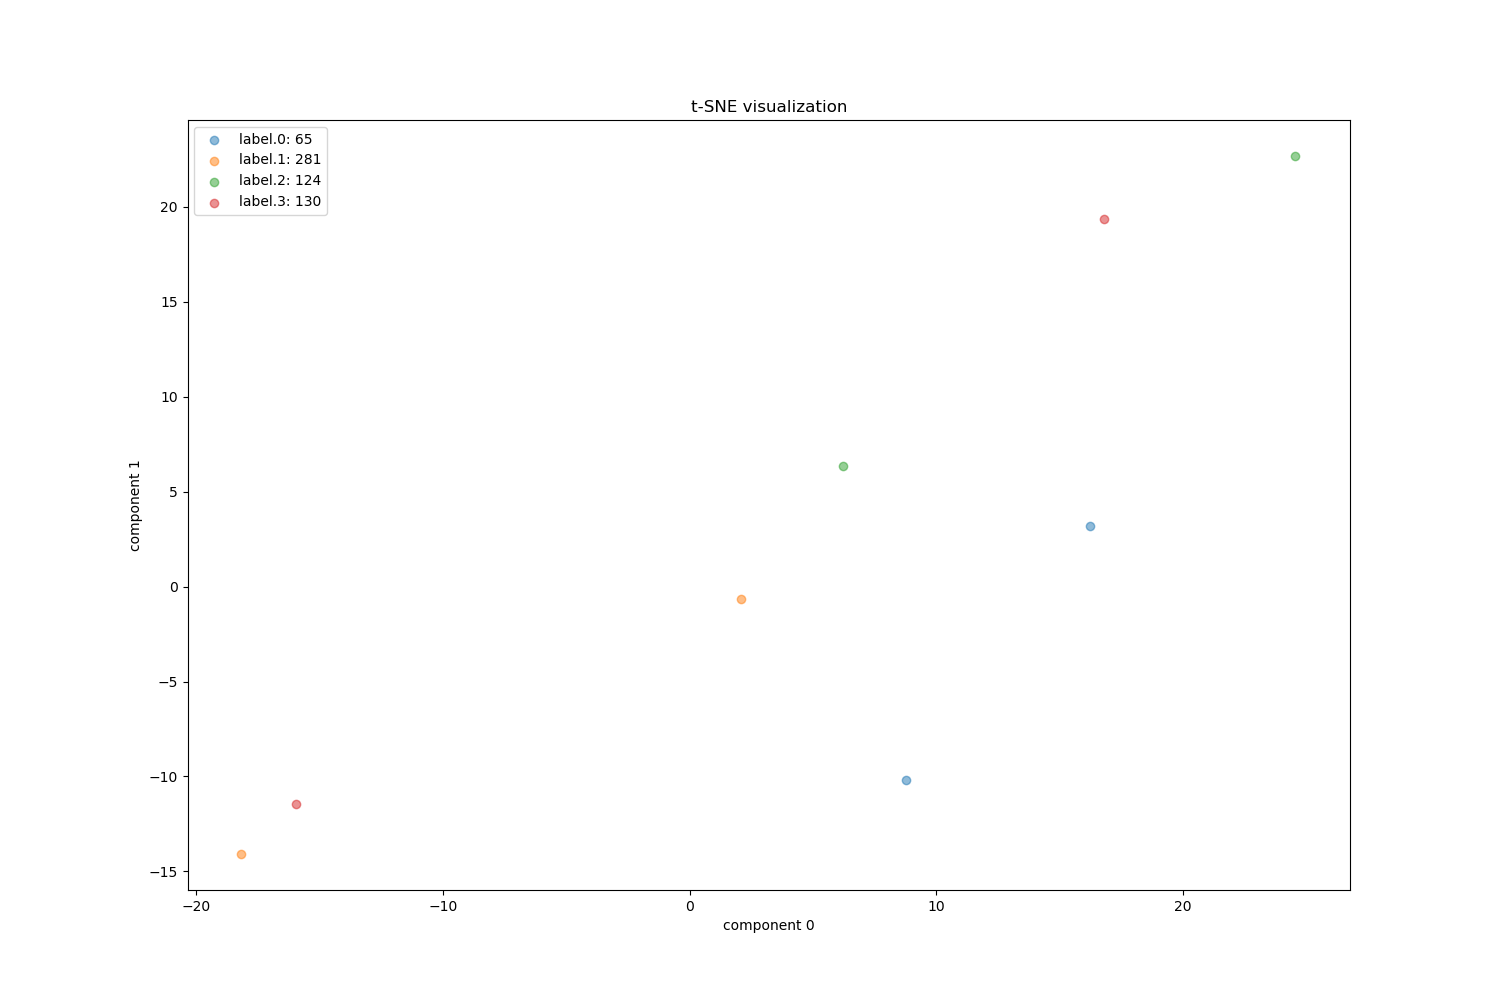 t-SNE visualization
label.0: 65
label.1: 281
label.2: 124
label.3: 130
20
15
10
5
0
−5
−10
−15
component 1
−20
−10
0
10
20
component 0